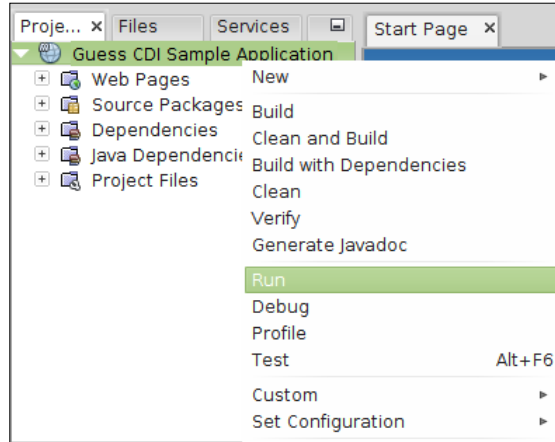 Proje... x Files Services Start Page x
Guess CDI Sample Application
Web Pages
Source Packages
Dependencies
Java Dependencie
Project Files
New
Build
Clean and Build
Build with Dependencies
Clean
Verify
Generate Javadoc
Run
Debug
Profile
Test Alt+F6
Custom
Set Configuration